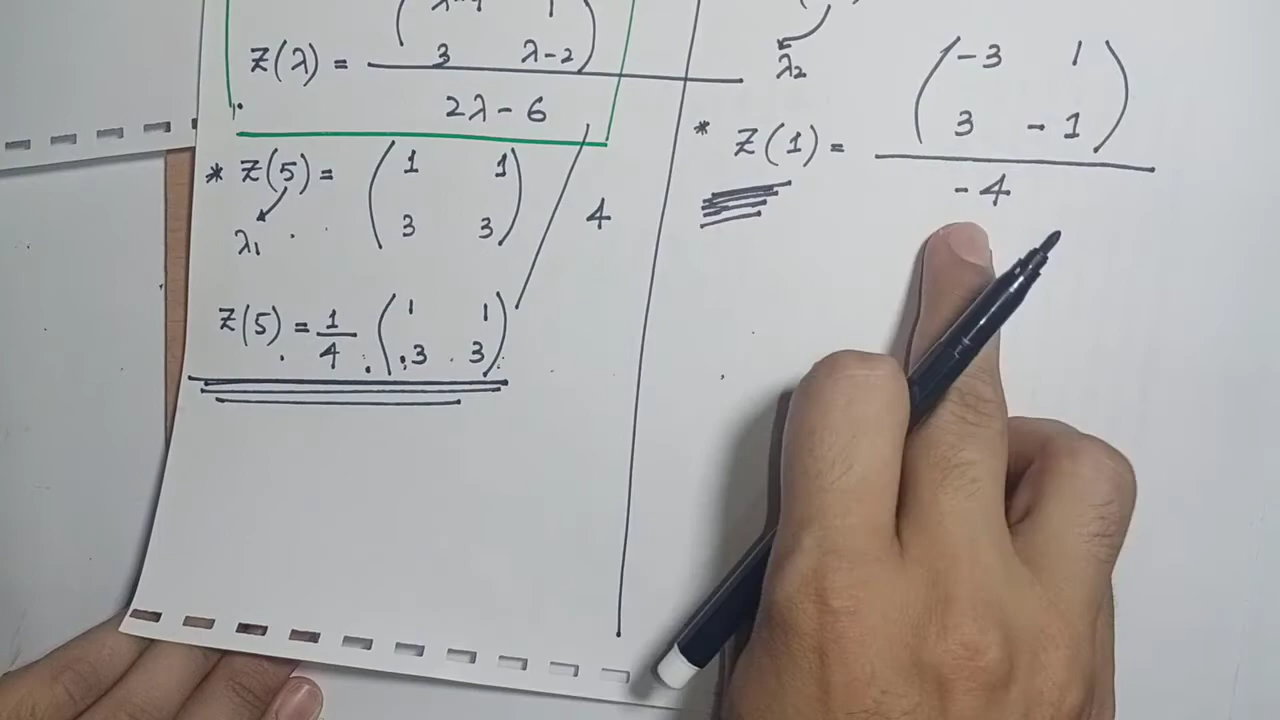 3 λ-2
Z(λ) =
2λ - 6
* Z(5) = 1 1
3 3
λ1
4
Z(5) = 1/4 . ( 1 1
3 3 )
λ2
-3 1
3 -1
* Z(1) =
-4